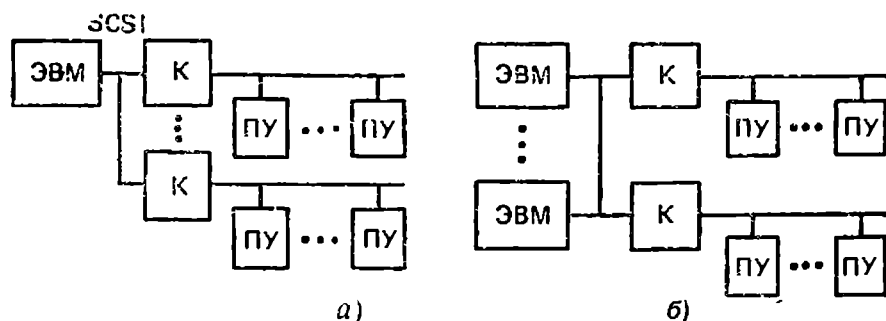 SCSI
ЭВМ К
ПУ ... ПУ
К
ПУ ... ПУ
а)
ЭВМ К
ПУ ... ПУ
ЭВМ К
ПУ ... ПУ
б)